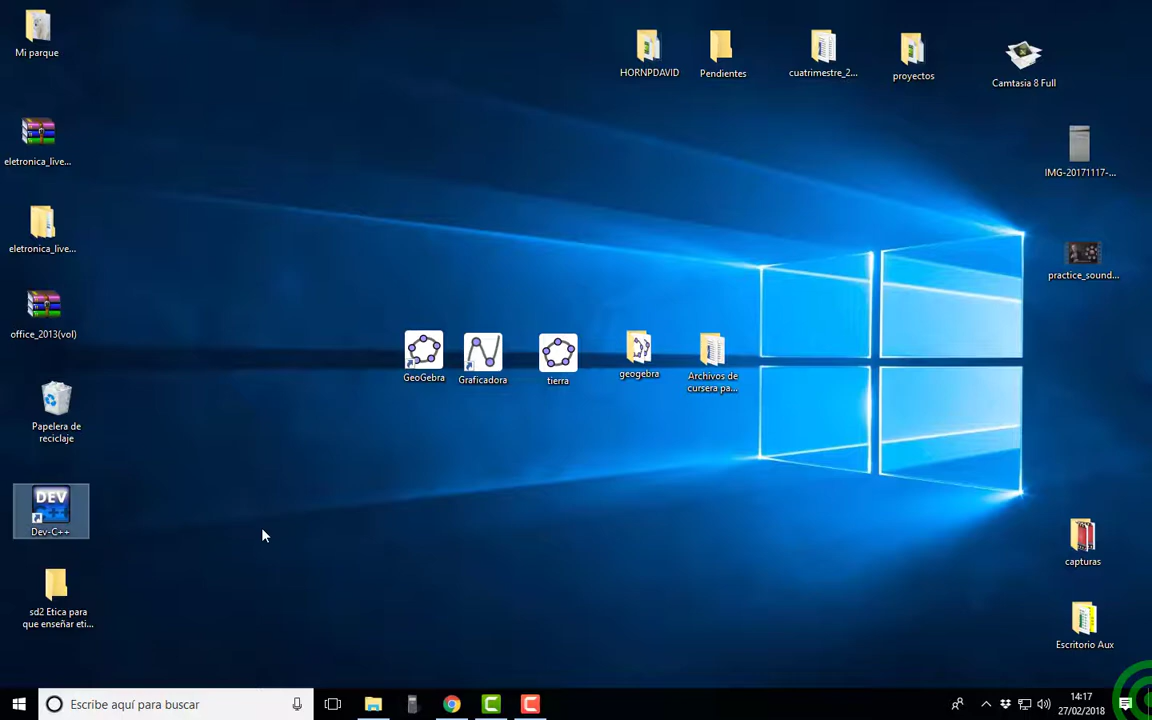 Mi parque
HORNPDAVID
Pendientes
cuatrimestre_2...
proyectos
Camtasia 8 Full
eletronica_live...
IMG-20171117-...
eletronica_live...
practice_sound...
office_2013(vol)
GeoGebra
Graficadora
tierra
geogebra
Archivos de
cursera pa...
Papelera de
reciclaje
DEV
C++
Dev-C++
capturas
sd2 Etica para
que enseñar eti...
Escritorio Aux
Escribe aquí para buscar
14:17
27/02/2018